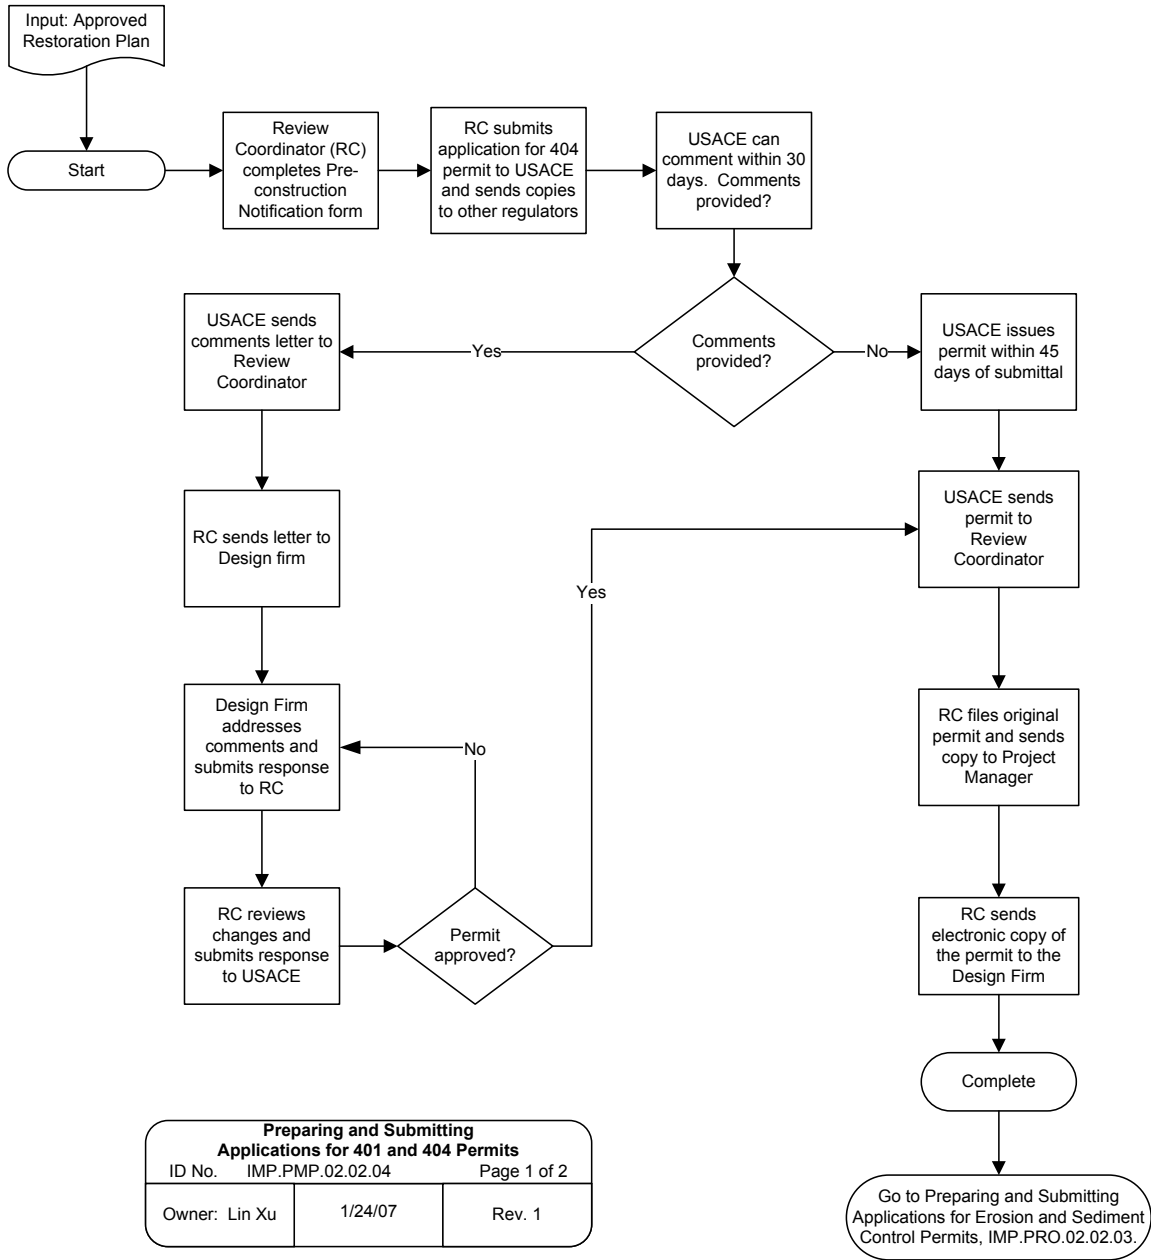 Input: Approved
Restoration Plan
Start
Review
Coordinator (RC)
completes Pre-
construction
Notification form
RC submits
application for 404
permit to USACE
and sends copies
to other regulators
USACE can
comment within 30
days. Comments
provided?
Comments
provided?
Yes
No
USACE sends
comments letter to
Review
Coordinator
USACE issues
permit within 45
days of submittal
RC sends letter to
Design firm
USACE sends
permit to
Review
Coordinator
Yes
Design Firm
addresses
comments and
submits response
to RC
No
RC files original
permit and sends
copy to Project
Manager
RC reviews
changes and
submits response
to USACE
Permit
approved?
RC sends
electronic copy of
the permit to the
Design Firm
Complete
Go to Preparing and Submitting
Applications for Erosion and Sediment
Control Permits, IMP.PRO.02.02.03.
Preparing and Submitting
Applications for 401 and 404 Permits
ID No. IMP.PMP.02.02.04 Page 1 of 2
Owner: Lin Xu 1/24/07 Rev. 1